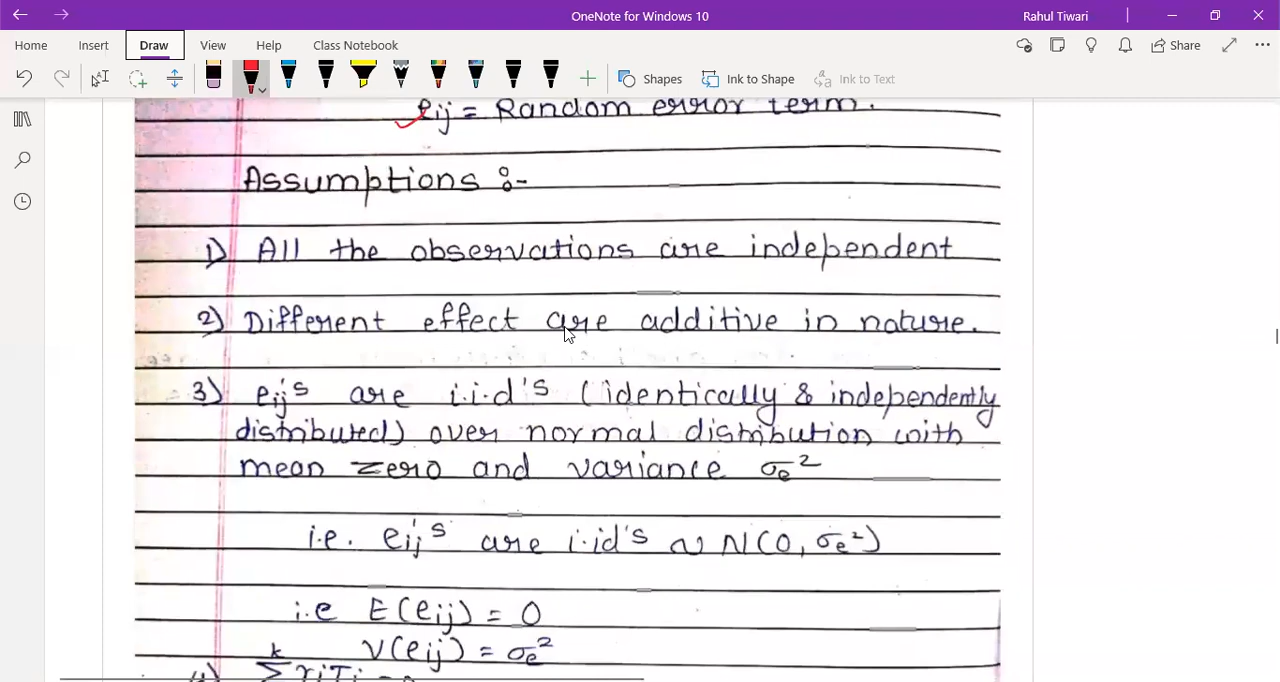 OneNote for Windows 10
Rahul Tiwari
Home Insert Draw View Help Class Notebook
Share
Shapes Ink to Shape Ink to Text
eij = Random error term.
Assumptions :-
1) All the observations are independent
2) Different effect are additive in nature.
3) eij's are i.i.d's (identically & independently
distributed) over normal distribution with
mean zero and variance σe²
i.e. eij's are i.id's ~ N(0, σe²)
i.e E(eij) = 0
V(eij) = σe²